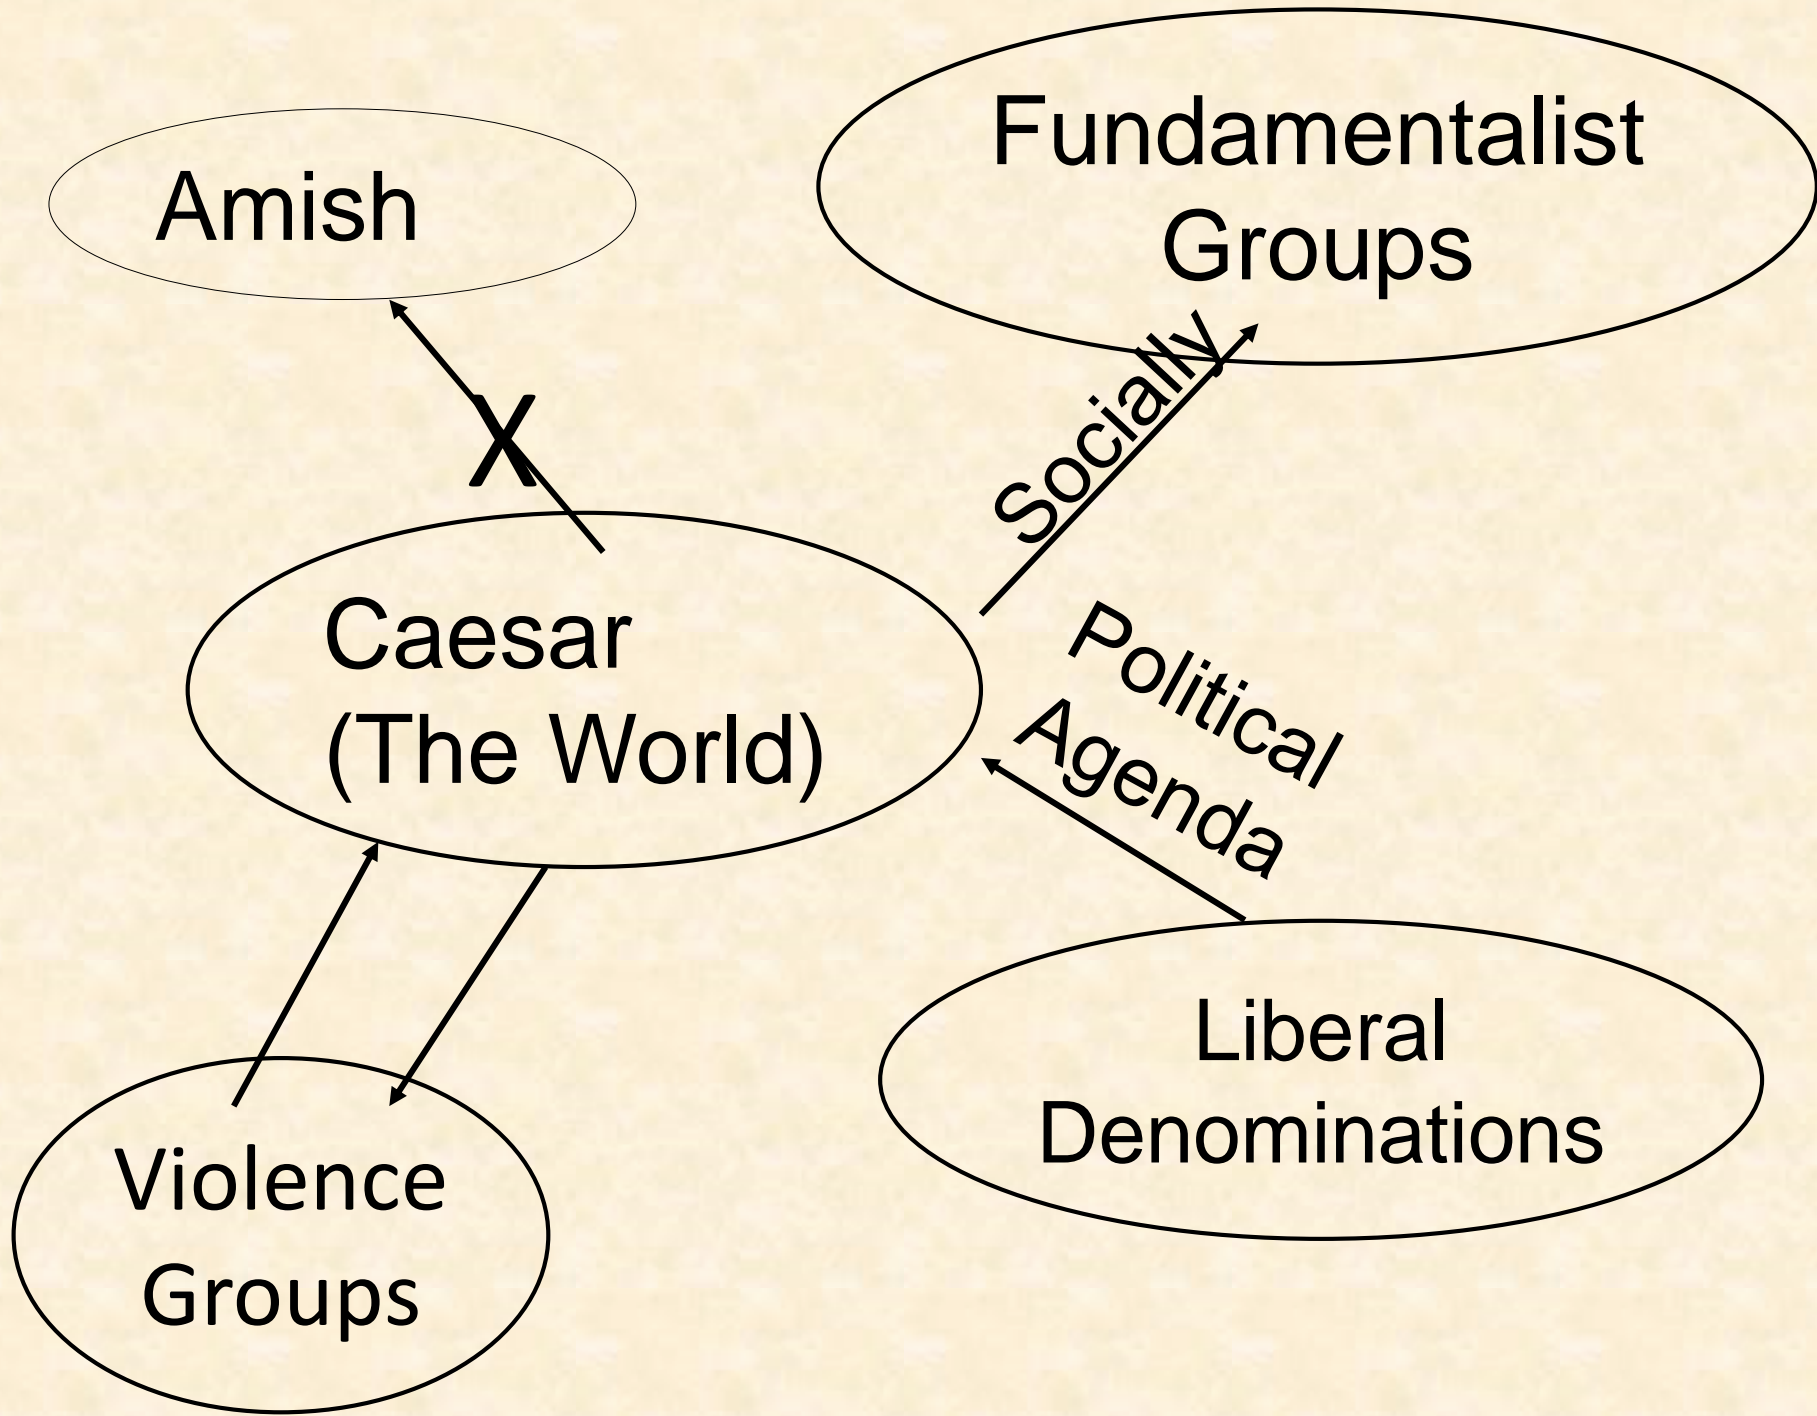 Amish
Fundamentalist
Groups
X
Socially
Caesar
(The World)
Political
Agenda
Liberal
Denominations
Violence
Groups